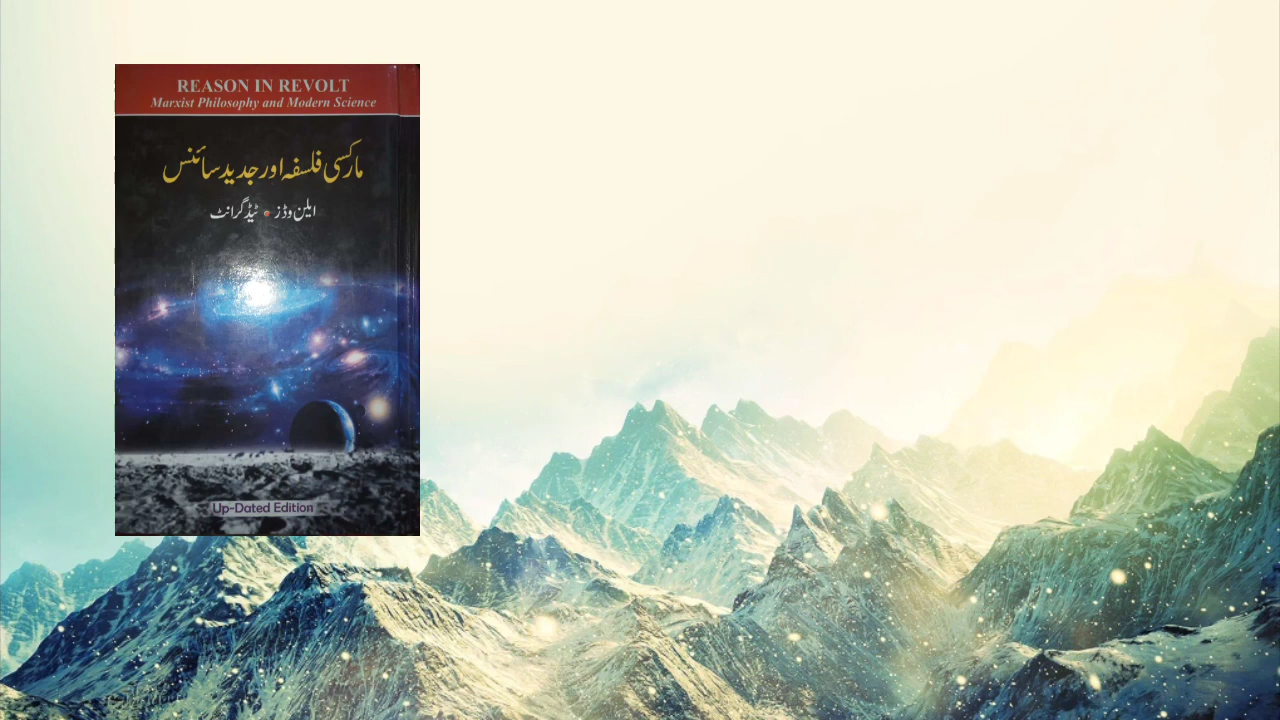 REASON IN REVOLT
Marxist Philosophy and Modern Science
مارکسی فلسفہ اور جدید سائنس
ایلن وڈز • ٹیڈ گرانٹ
Up-Dated Edition